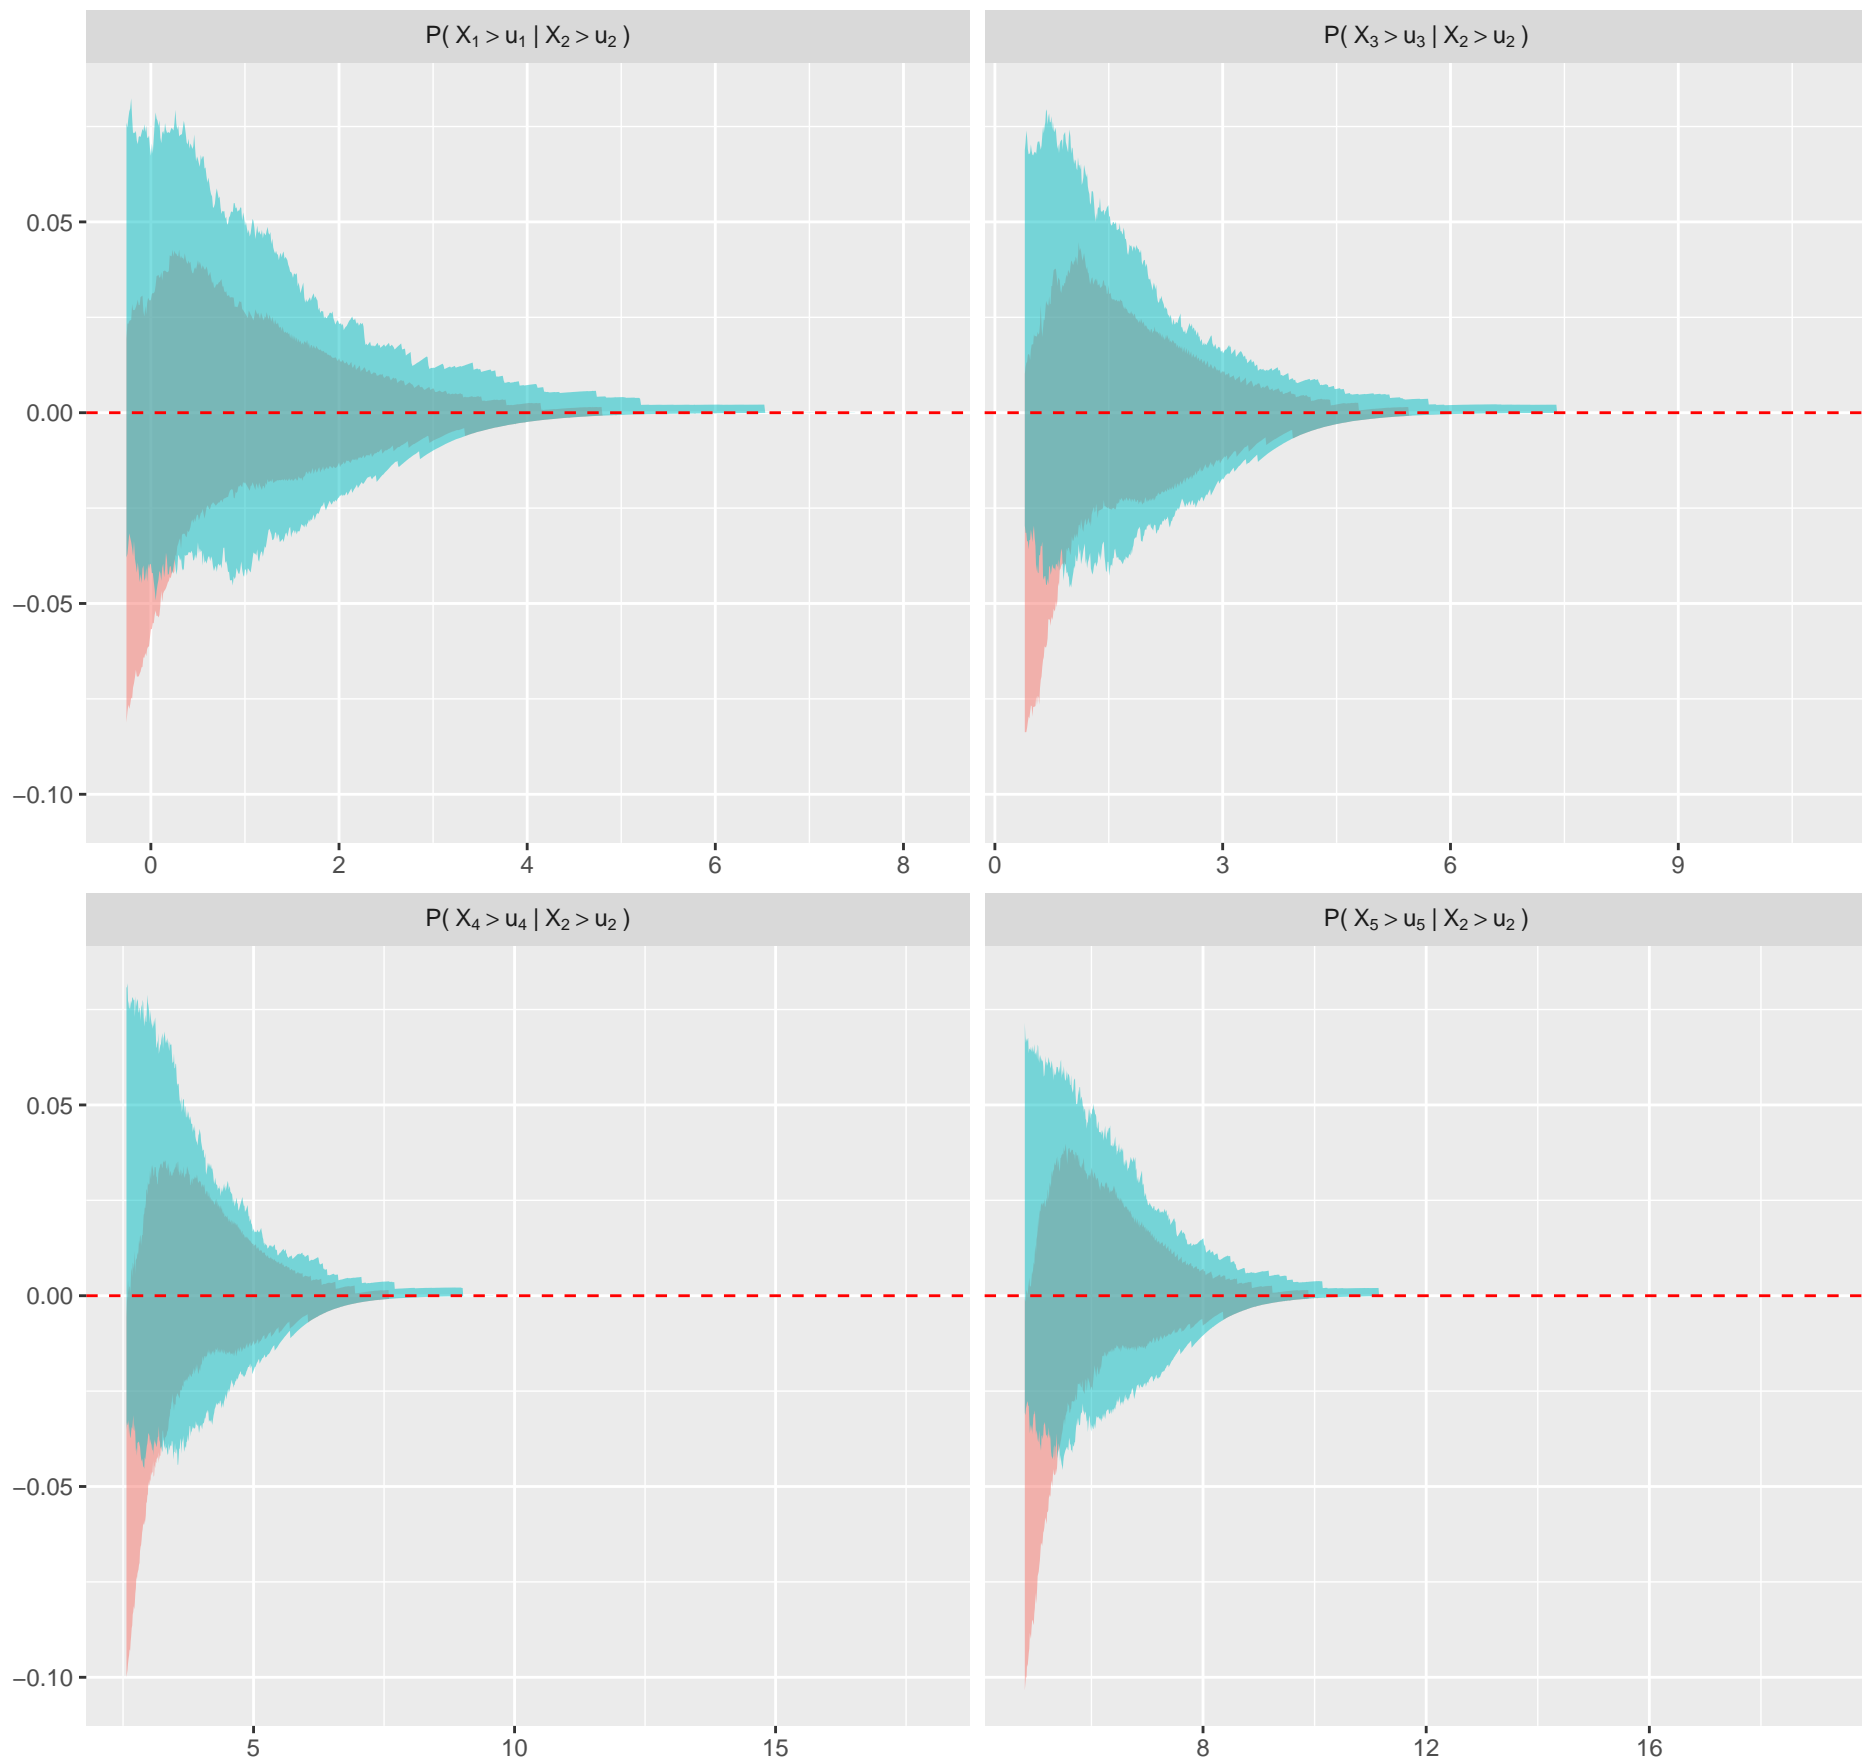 P( X₁ > u₁ | X₂ > u₂ )
P( X₃ > u₃ | X₂ > u₂ )
0.05
0.00
−0.05
−0.10
0 2 4 6 8
0 3 6 9
P( X₄ > u₄ | X₂ > u₂ )
P( X₅ > u₅ | X₂ > u₂ )
0.05
0.00
−0.05
−0.10
5 10 15
8 12 16